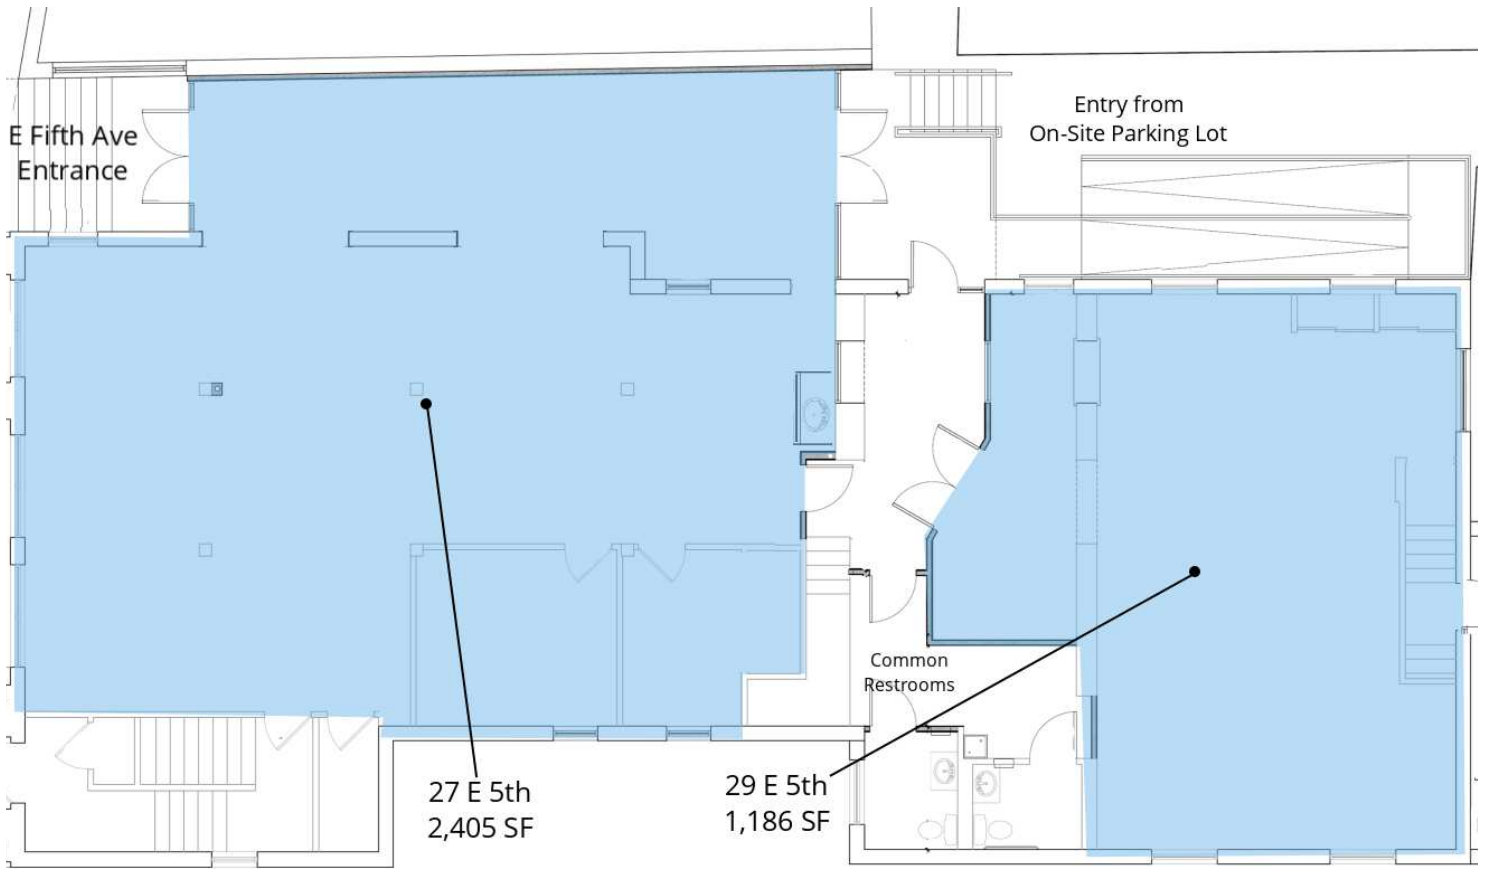 E Fifth Ave
Entrance
Entry from
On-Site Parking Lot
Common
Restrooms
27 E 5th
2,405 SF
29 E 5th
1,186 SF